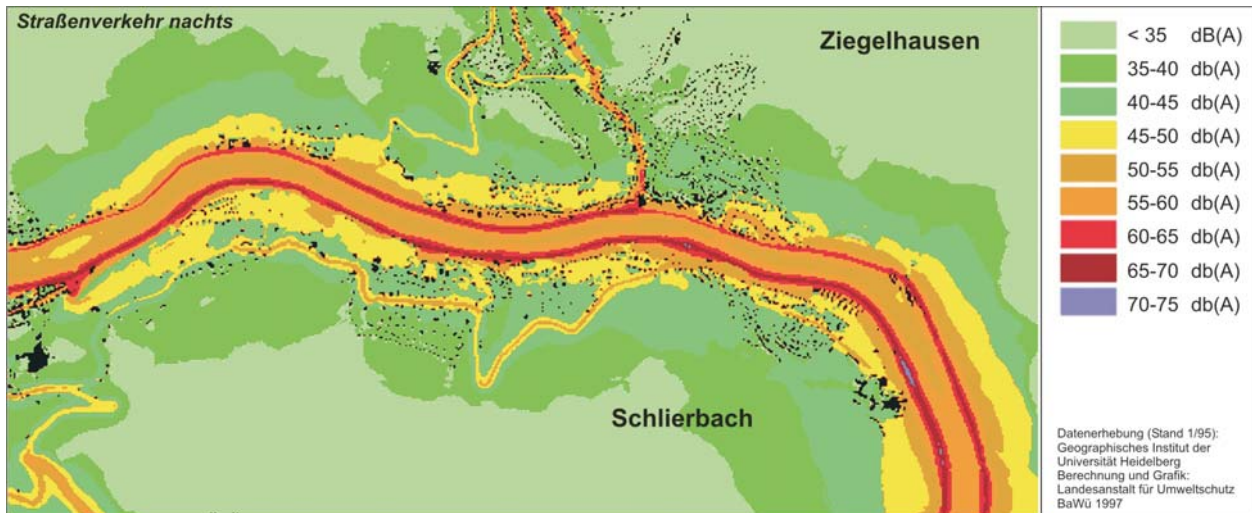 Straßenverkehr nachts
Ziegelhausen
Schlierbach
< 35 dB(A)
35-40 db(A)
40-45 db(A)
45-50 db(A)
50-55 db(A)
55-60 db(A)
60-65 db(A)
65-70 db(A)
70-75 db(A)
Datenerhebung (Stand 1/95):
Geographisches Institut der
Universität Heidelberg
Berechnung und Grafik:
Landesanstalt für Umweltschutz
BaWü 1997